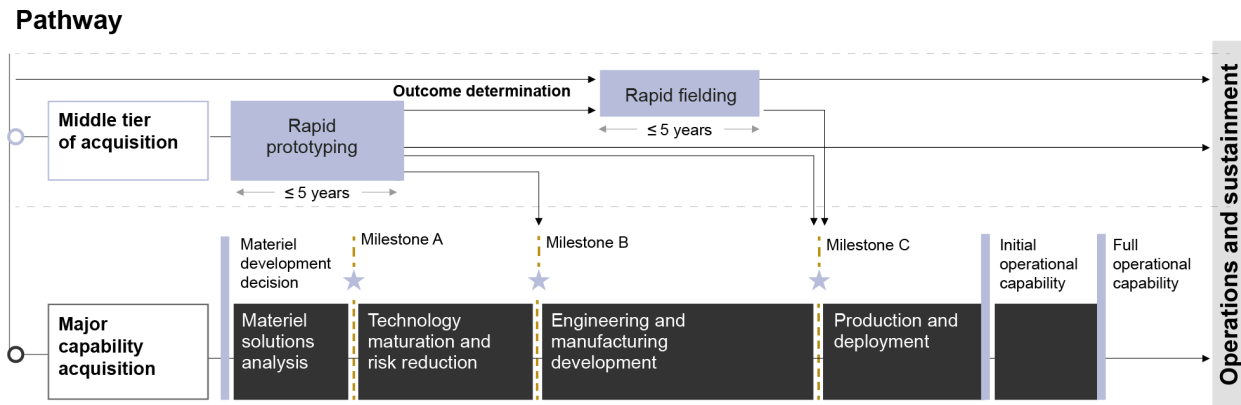 Pathway
Middle tier
of acquisition
Rapid
prototyping
≤ 5 years
Outcome determination
Rapid fielding
≤ 5 years
Operations and sustainment
Materiel
development
decision
Milestone A
Milestone B
Milestone C
Initial
operational
capability
Full
operational
capability
Major
capability
acquisition
Materiel
solutions
analysis
Technology
maturation and
risk reduction
Engineering and
manufacturing
development
Production and
deployment